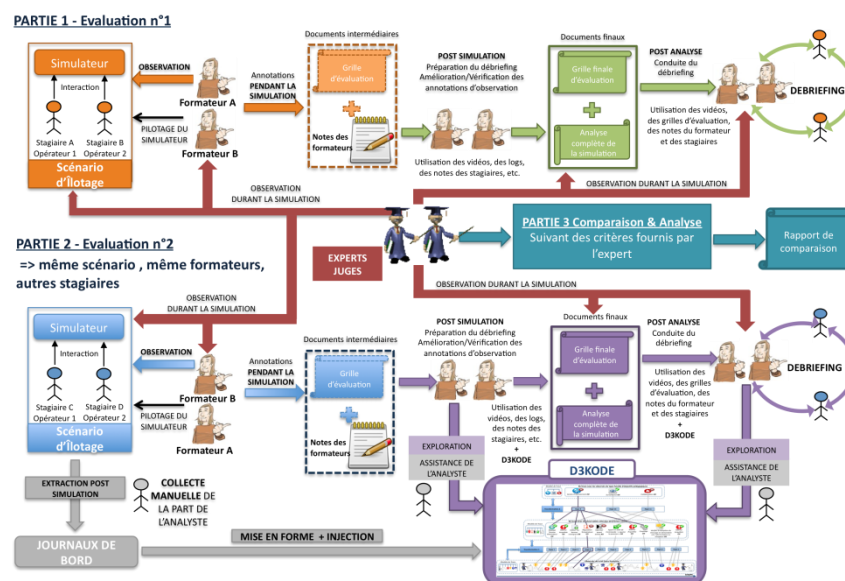 PARTIE 1 - Evaluation n°1
Simulateur
Interaction
Stagiaire A
Opérateur 1
Stagiaire B
Opérateur 2
Scénario
d'Îlotage
OBSERVATION
Formateur A
PILOTAGE DU
SIMULATEUR
Formateur B
Annotations
PENDANT LA
SIMULATION
Documents intermédiaires
Grille
d'évaluation
Notes des
formateurs
POST SIMULATION
Préparation du débriefing
Amélioration/Vérification des
annotations d'observation
Utilisation des vidéos, des logs,
des notes des stagiaires, etc.
Documents finaux
Grille finale
d'évaluation
Analyse
complète de
la simulation
POST ANALYSE
Conduite du
débriefing
Utilisation des vidéos,
des grilles d'évaluation,
des notes du formateur
et des stagiaires
DEBRIEFING
OBSERVATION
DURANT LA SIMULATION
OBSERVATION DURANT LA SIMULATION
EXPERTS
JUGES
PARTIE 3 Comparaison & Analyse
Suivant des critères fournis par
l'expert
Rapport de
comparaison
PARTIE 2 - Evaluation n°2
=> même scénario , même formateurs,
autres stagiaires
OBSERVATION
DURANT LA SIMULATION
OBSERVATION DURANT LA SIMULATION
Simulateur
Interaction
Stagiaire C
Opérateur 1
Stagiaire D
Opérateur 2
Scénario
d'Îlotage
OBSERVATION
Formateur B
PILOTAGE DU
SIMULATEUR
Formateur A
Annotations
PENDANT LA
SIMULATION
Documents intermédiaires
Grille
d'évaluation
Notes des
formateurs
POST SIMULATION
Préparation du débriefing
Amélioration/Vérification des
annotations d'observation
Utilisation des
vidéos, des logs,
des notes des
stagiaires, etc.
+
D3KODE
Documents finaux
Grille finale
d'évaluation
Analyse
complète de
la simulation
POST ANALYSE
Conduite du
débriefing
Utilisation des
vidéos, des grilles
d'évaluation, des
notes du formateur
et des stagiaires
+
D3KODE
DEBRIEFING
EXPLORATION
ASSISTANCE DE
L'ANALYSTE
D3KODE
EXPLORATION
ASSISTANCE DE
L'ANALYSTE
EXTRACTION POST
SIMULATION
COLLECTE
MANUELLE DE
LA PART DE
L'ANALYSTE
JOURNAUX DE
BORD
MISE EN FORME + INJECTION